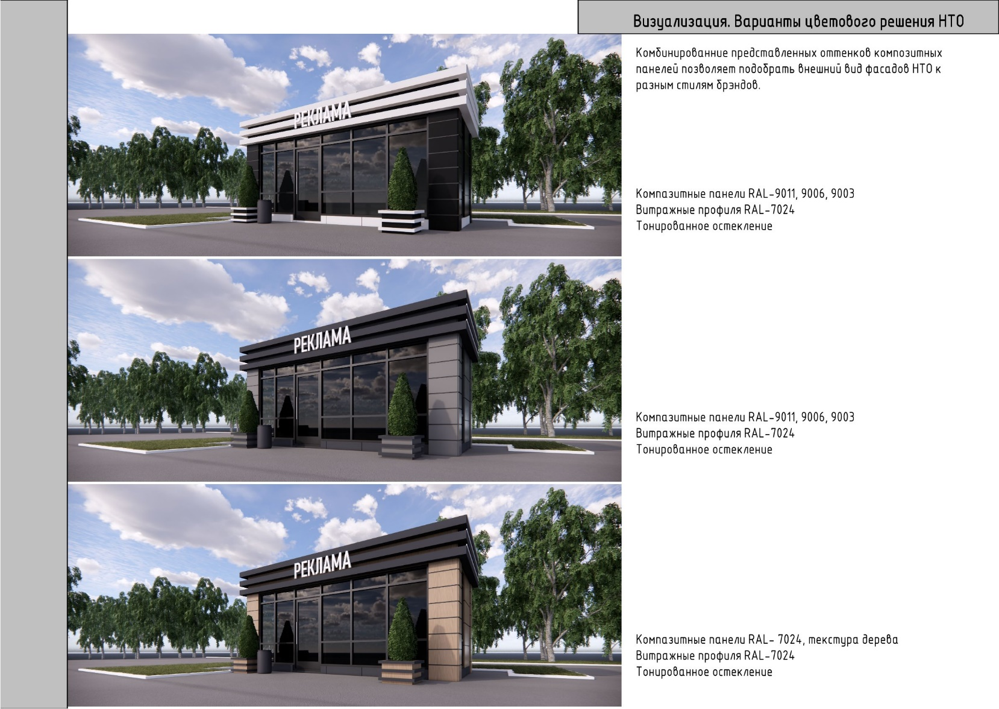 Визуализация. Варианты цветового решения НТО
Комбинированние представленных оттенков композитных
панелей позволяет подобрать внешний вид фасадов НТО к
разным стилям брэндов.
РЕКЛАМА
Компазитные панели RAL-9011, 9006, 9003
Витражные профиля RAL-7024
Тонированное остекление
РЕКЛАМА
Компазитные панели RAL-9011, 9006, 9003
Витражные профиля RAL-7024
Тонированное остекление
РЕКЛАМА
Компазитные панели RAL- 7024, текстура дерева
Витражные профиля RAL-7024
Тонированное остекление